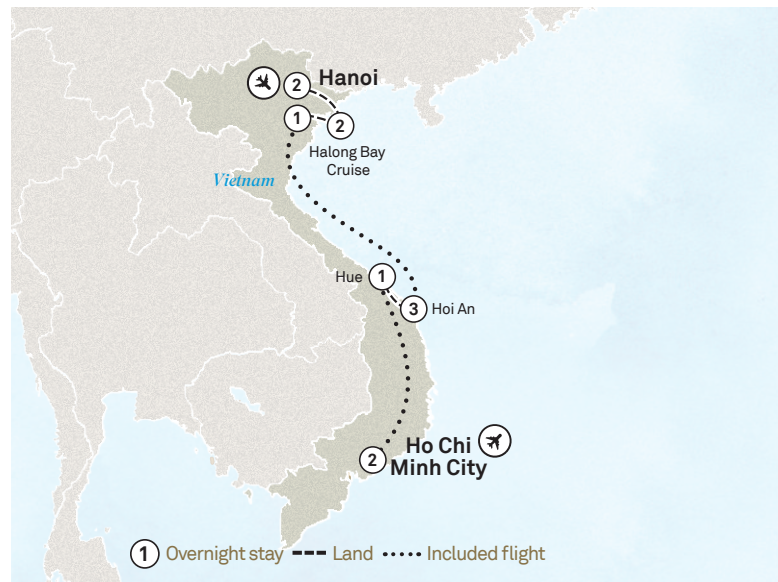 2
Hanoi
1
2
Halong Bay
Cruise
Vietnam
Hue
1
3
Hoi An
Ho Chi
Minh City
2
1 Overnight stay Land Included flight